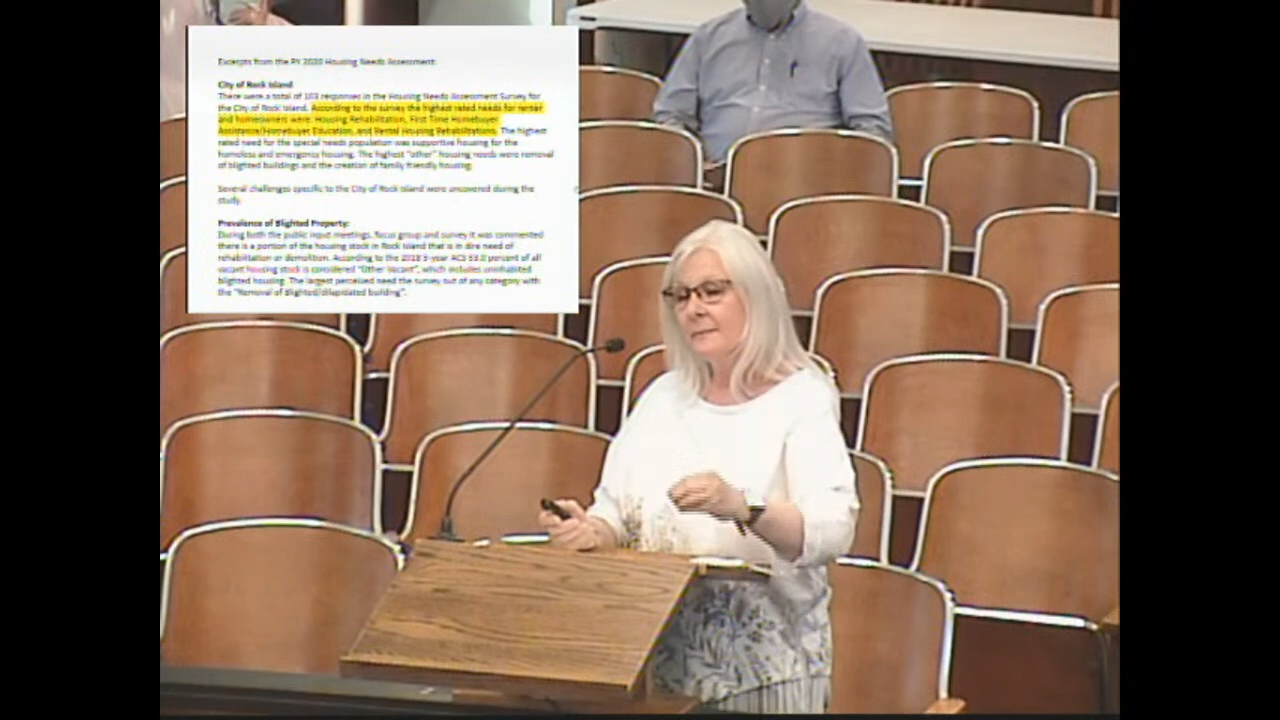 Excerpts from the PY 2020 Housing Needs Assessment:
City of Rock Island
There were a total of 103 responses in the Housing Needs Assessment Survey for
the City of Rock Island. According to the survey the highest rated needs for renter
and homeowners were: Housing Rehabilitation, First Time Homebuyer
Assistance/Homebuyer Education, and Rental Housing Rehabilitations. The highest
rated need for the special needs population was supportive housing for the
homeless and emergency housing. The highest "other" housing needs were removal
of blighted buildings and the creation of family friendly housing.
Several challenges specific to the City of Rock Island were uncovered during the
study.
Prevalence of Blighted Property:
During both the public input meetings, focus group and survey it was commented
there is a portion of the housing stock in Rock Island that is in dire need of
rehabilitation or demolition. According to the 2018 5-year ACS 53.0 percent of all
vacant housing stock is considered "Other Vacant", which includes uninhabited
blighted housing. The largest perceived need the survey out of any category with
the "Removal of Blighted/dilapidated building".